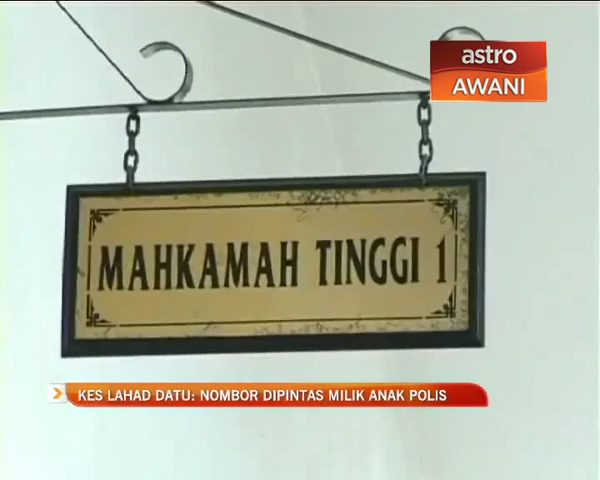 astro
AWANI
MAHKAMAH TINGGI 1
KES LAHAD DATU: NOMBOR DIPINTAS MILIK ANAK POLIS